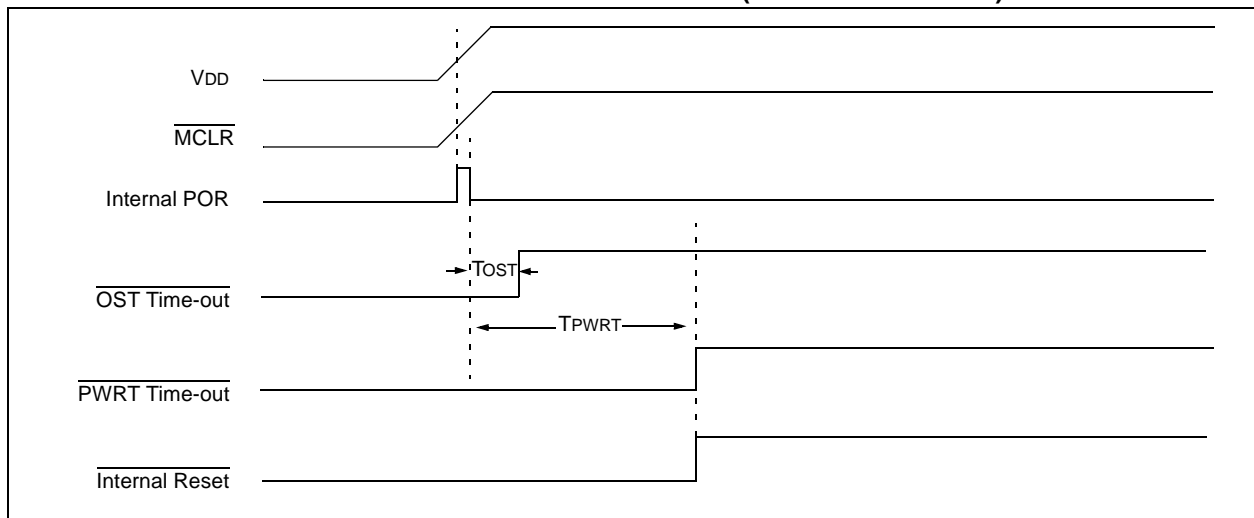 VDD
MCLR
Internal POR
TOST
OST Time-out
TPWRT
PWRT Time-out
Internal Reset